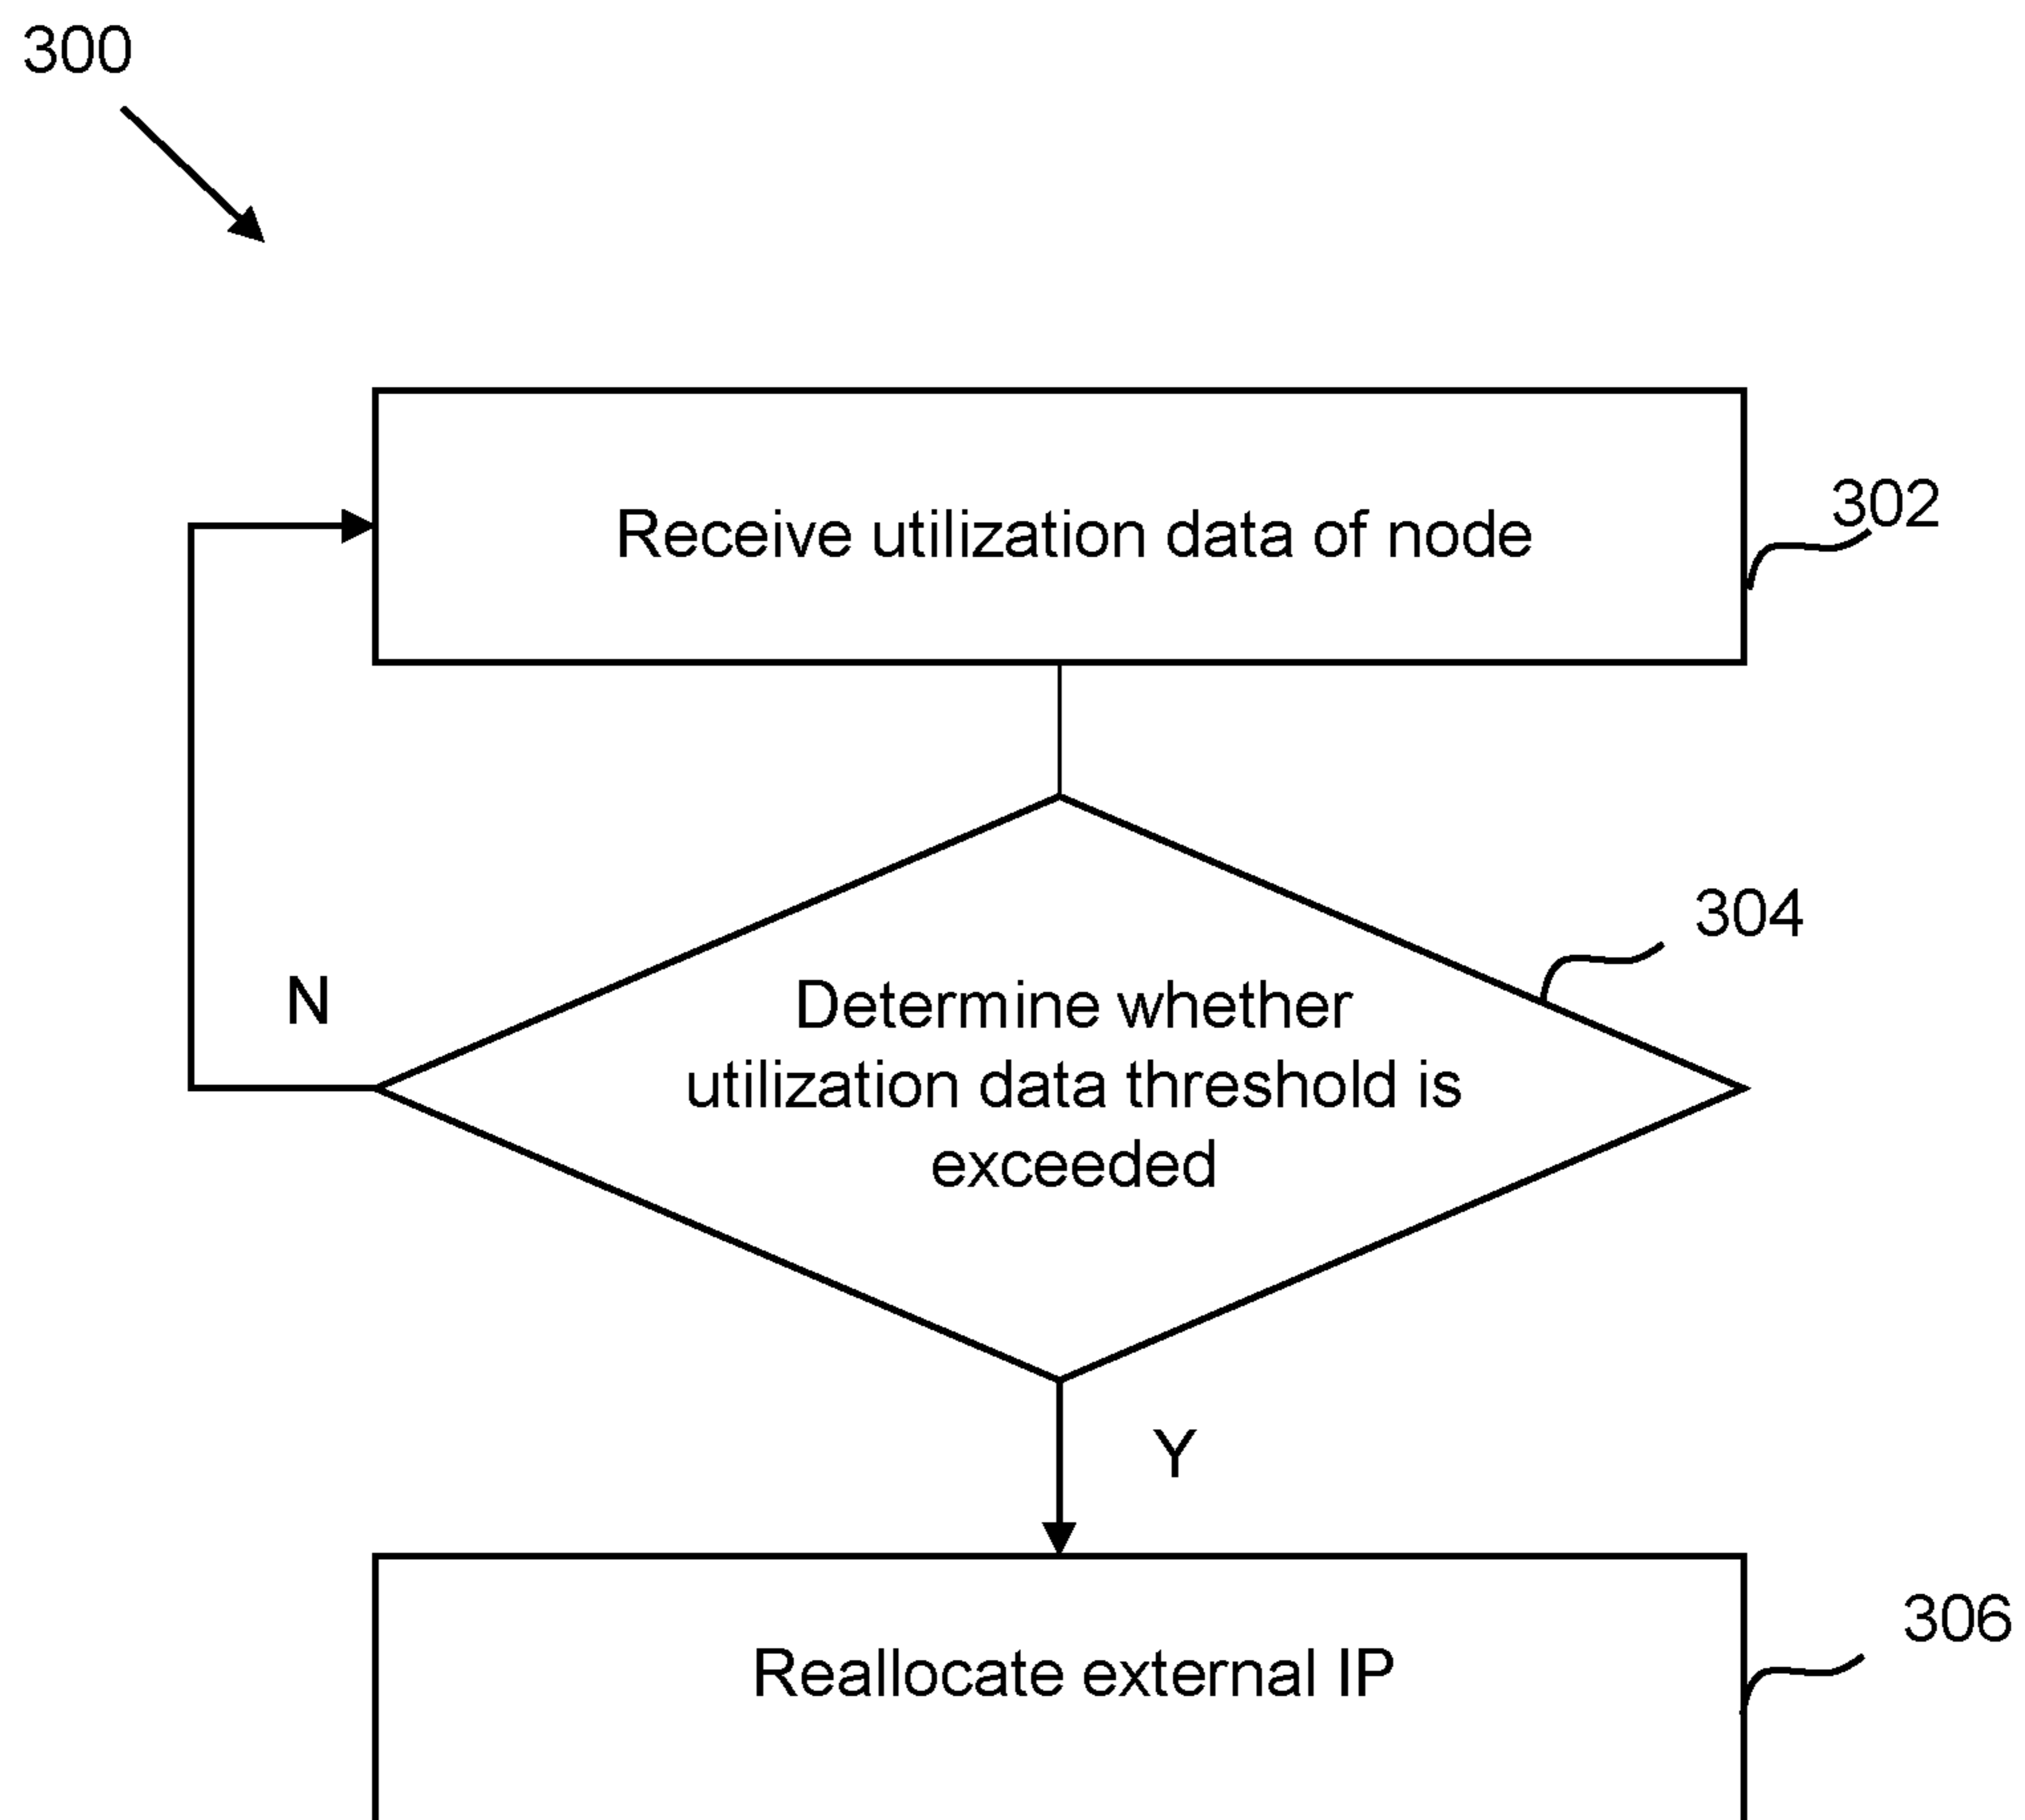 300
Receive utilization data of node
302
304
N
Determine whether
utilization data threshold is
exceeded
Y
306
Reallocate external IP